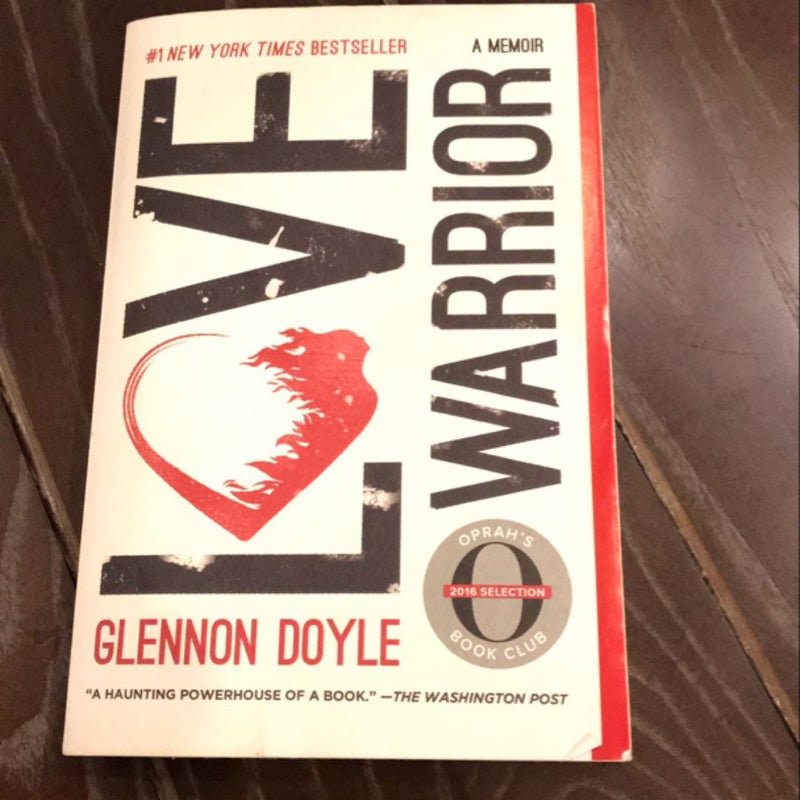 #1 NEW YORK TIMES BESTSELLER
A MEMOIR
LOVE
WARRIOR
OPRAH'S
O
2016 SELECTION
BOOK CLUB
GLENNON DOYLE
"A HAUNTING POWERHOUSE OF A BOOK." —THE WASHINGTON POST